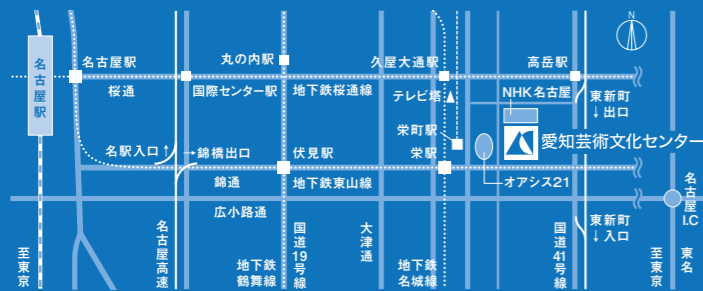 N
名古屋駅
名古屋駅
丸の内駅
久屋大通駅
高岳駅
桜通
国際センター駅
地下鉄桜通線
テレビ塔
NHK名古屋
東新町
↓出口
栄町駅
愛知芸術文化センター
名駅入口↑
→錦橋出口
伏見駅
栄駅
オアシス21
錦通
地下鉄東山線
名古屋I.C
広小路通
至東京
名古屋高速
地下鉄
鶴舞線
国道19号線
大津通
地下鉄
名城線
国道41号線
東新町
↓入口
至東京
東名